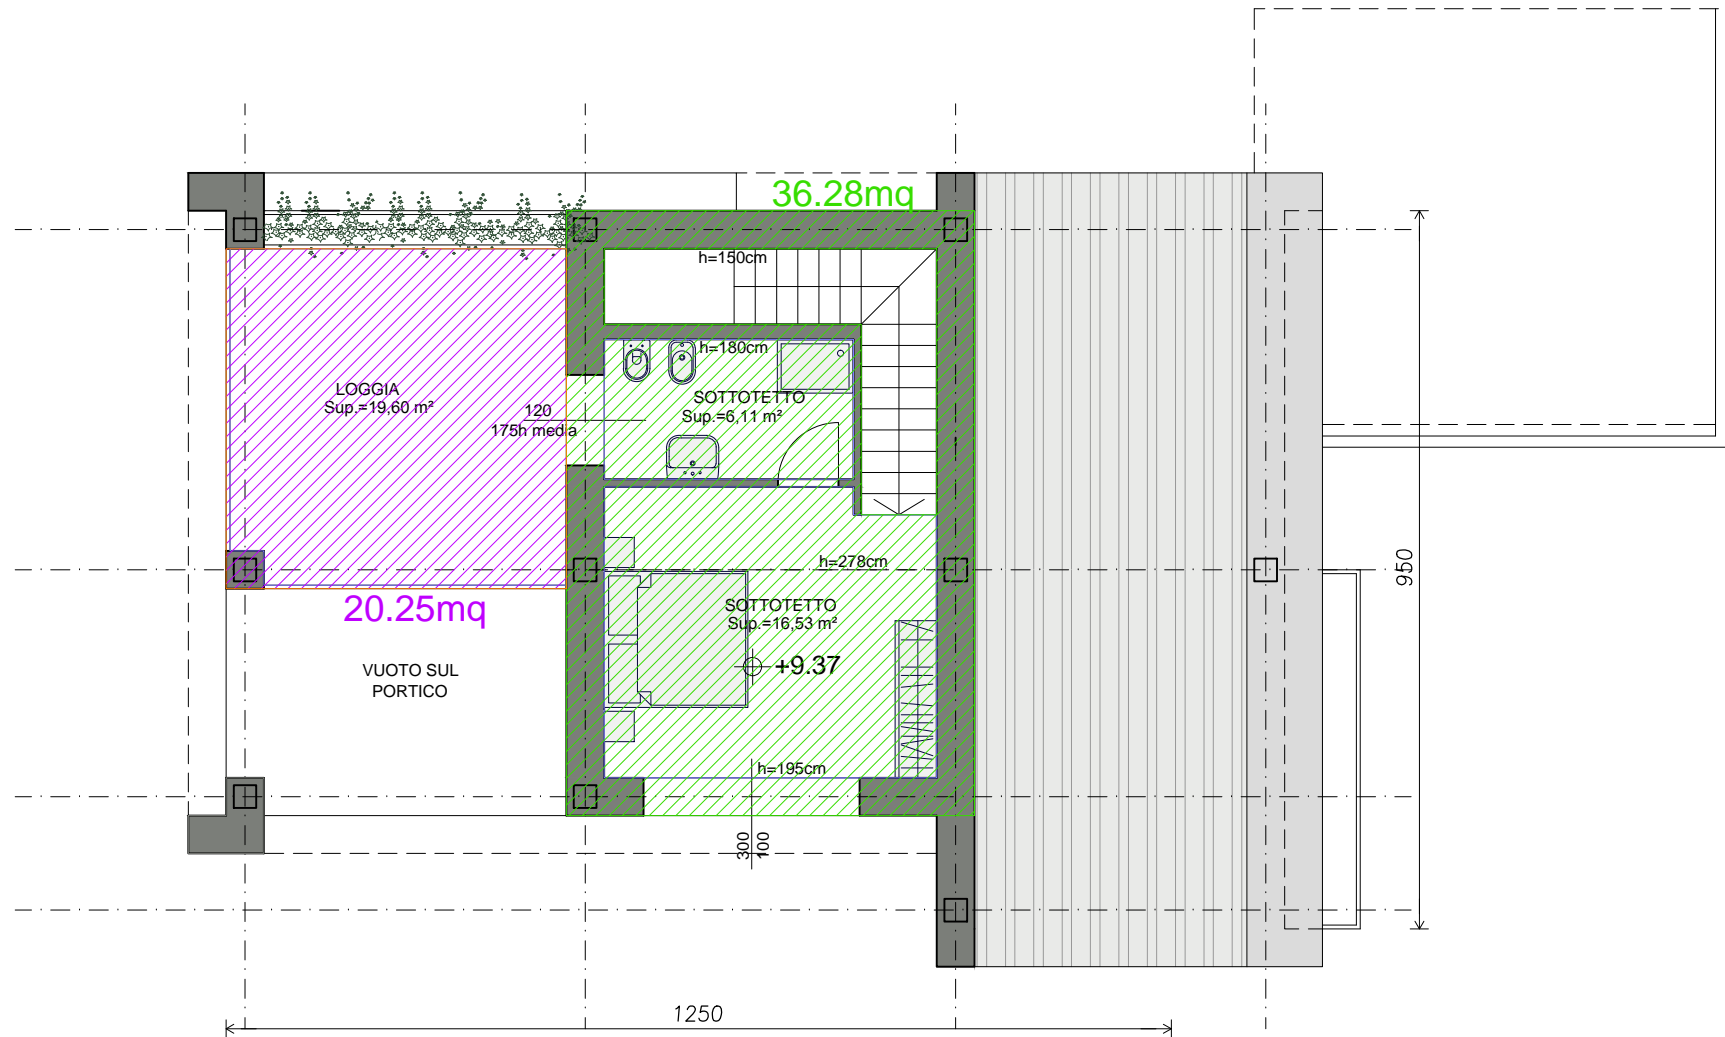 36.28mq
h=150cm
h=180cm
LOGGIA
Sup.=19,60 m²
SOTTOTETTO
Sup.=6,11 m²
120
175h media
h=278cm
950
20.25mq
SOTTOTETTO
Sup.=16,53 m²
+9.37
VUOTO SUL
PORTICO
h=195cm
300
100
1250